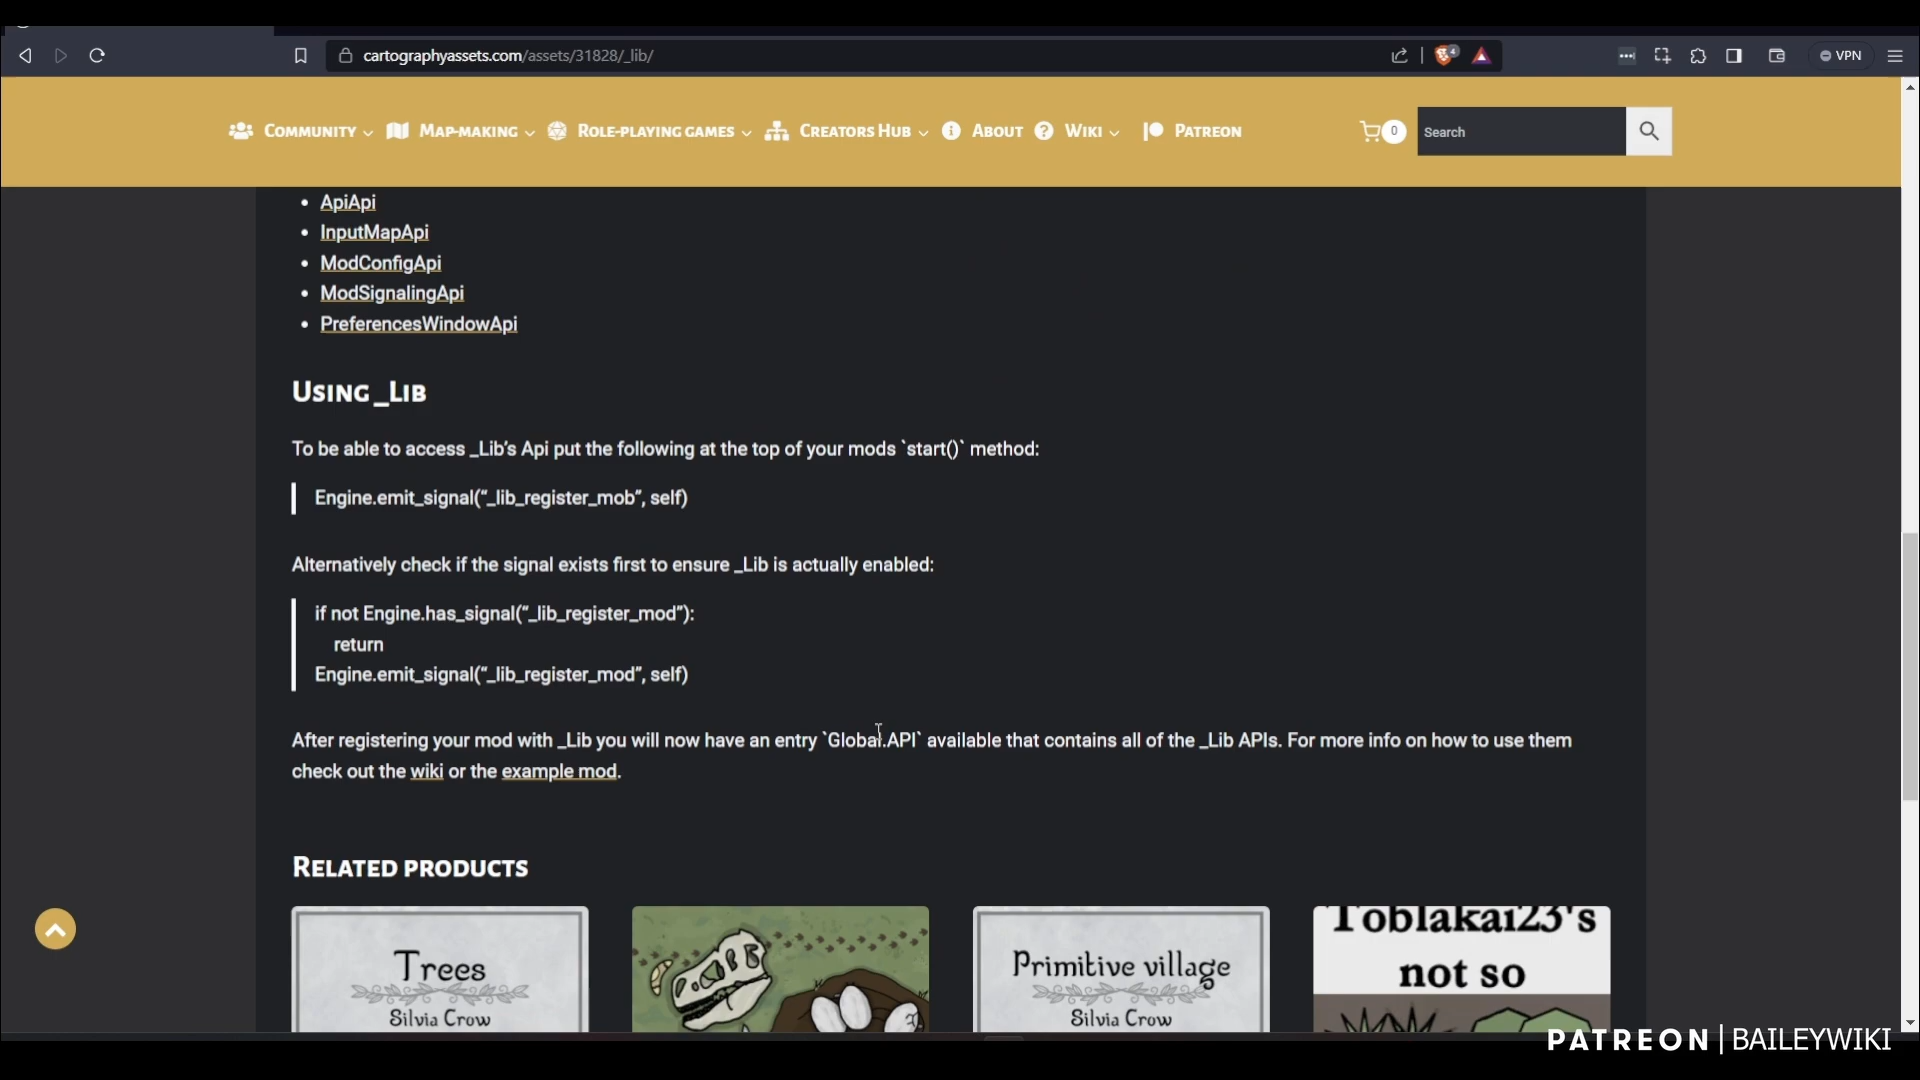 cartographyassets.com/assets/31828/_lib/
4
VPN
Community
Map-making
Role-playing games
Creators Hub
About
Wiki
Patreon
0
Search
ApiApi
InputMapApi
ModConfigApi
ModSignalingApi
PreferencesWindowApi
Using _Lib
To be able to access _Lib’s Api put the following at the top of your mods `start()` method:
Engine.emit_signal(“_lib_register_mob”, self)
Alternatively check if the signal exists first to ensure _Lib is actually enabled:
if not Engine.has_signal(“_lib_register_mod”):
return
Engine.emit_signal(“_lib_register_mod”, self)
After registering your mod with _Lib you will now have an entry `Global.API` available that contains all of the _Lib APIs. For more info on how to use them
check out the wiki or the example mod.
Related products
Trees
Silvia Crow
Primitive village
Silvia Crow
Toblakai23's
not so
PATREON | BAILEYWIKI